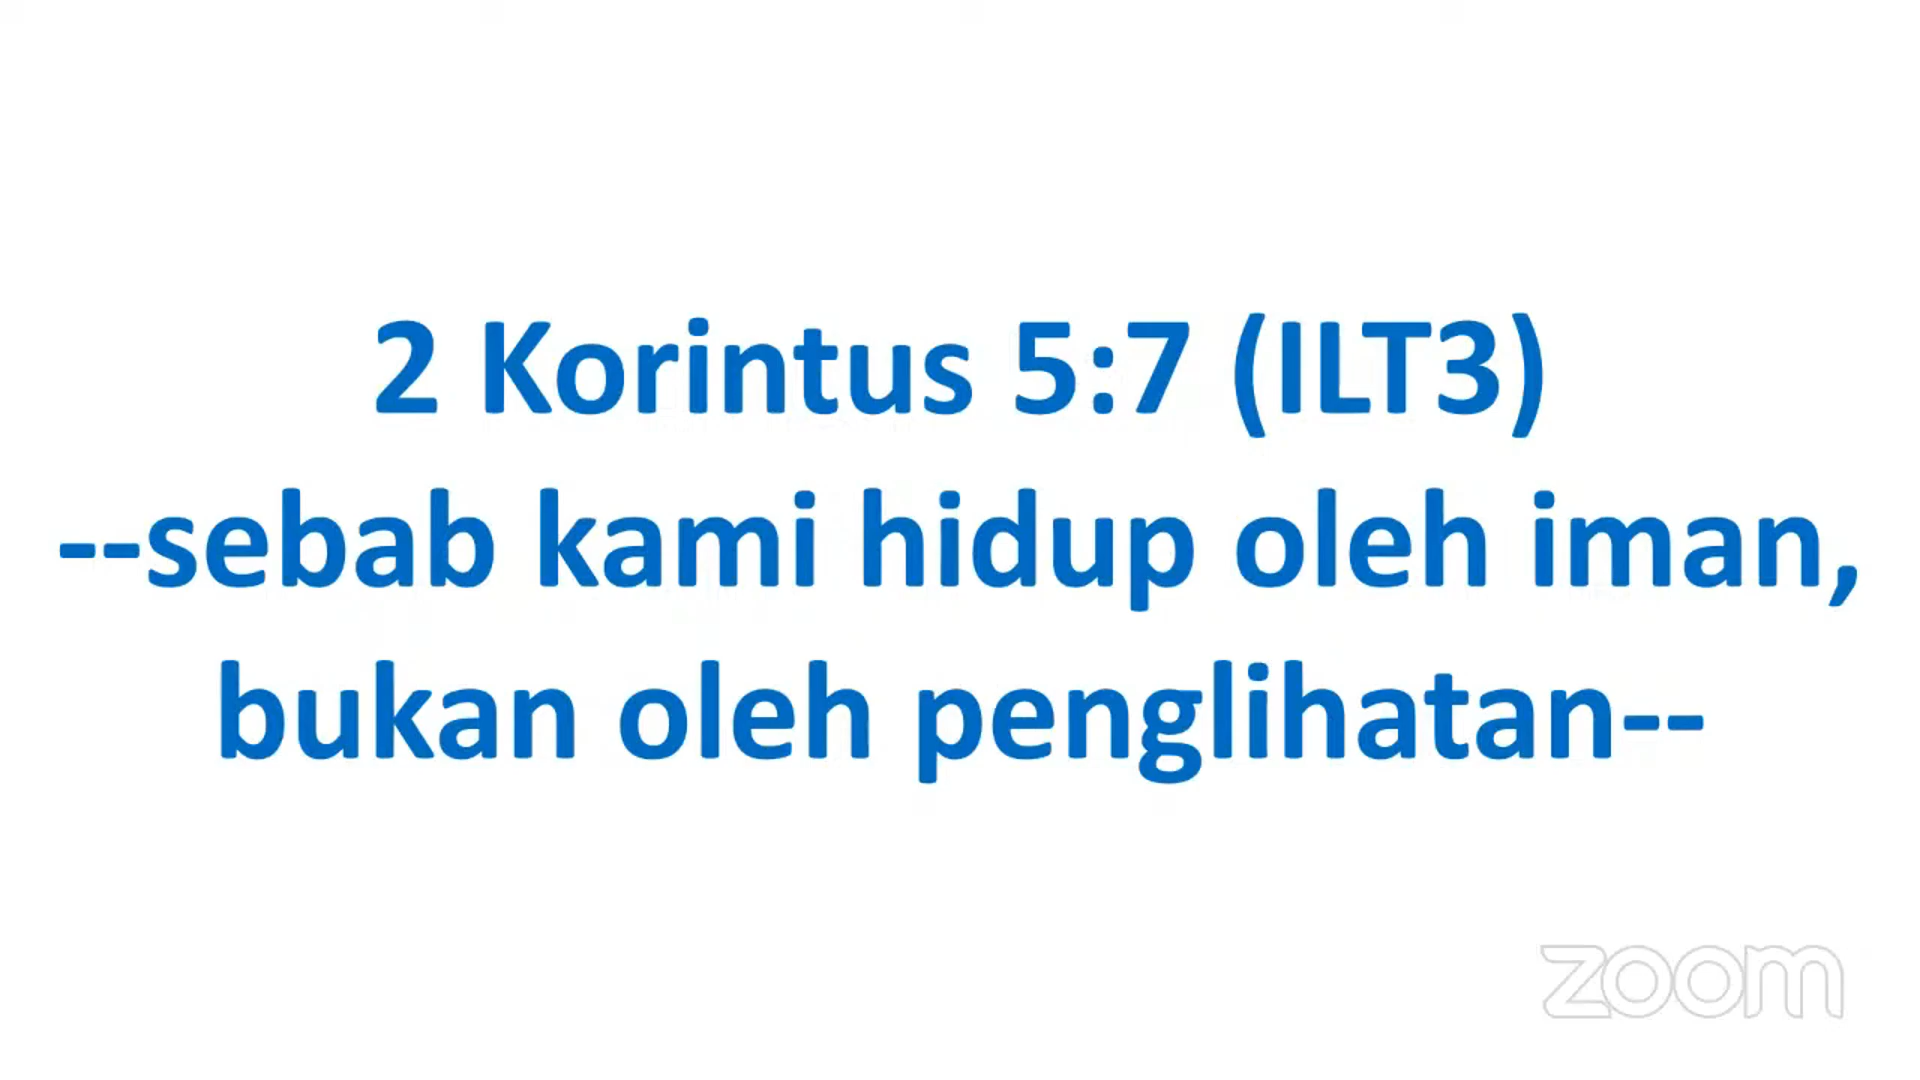 2 Korintus 5:7 (ILT3)
--sebab kami hidup oleh iman,
bukan oleh penglihatan--
zoom